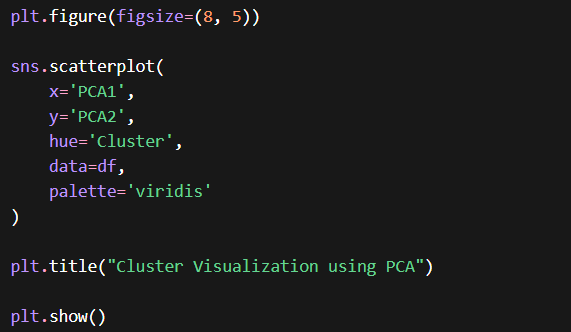 plt.figure(figsize=(8, 5))
sns.scatterplot(
    x='PCA1',
    y='PCA2',
    hue='Cluster',
    data=df,
    palette='viridis'
)
plt.title("Cluster Visualization using PCA")
plt.show()